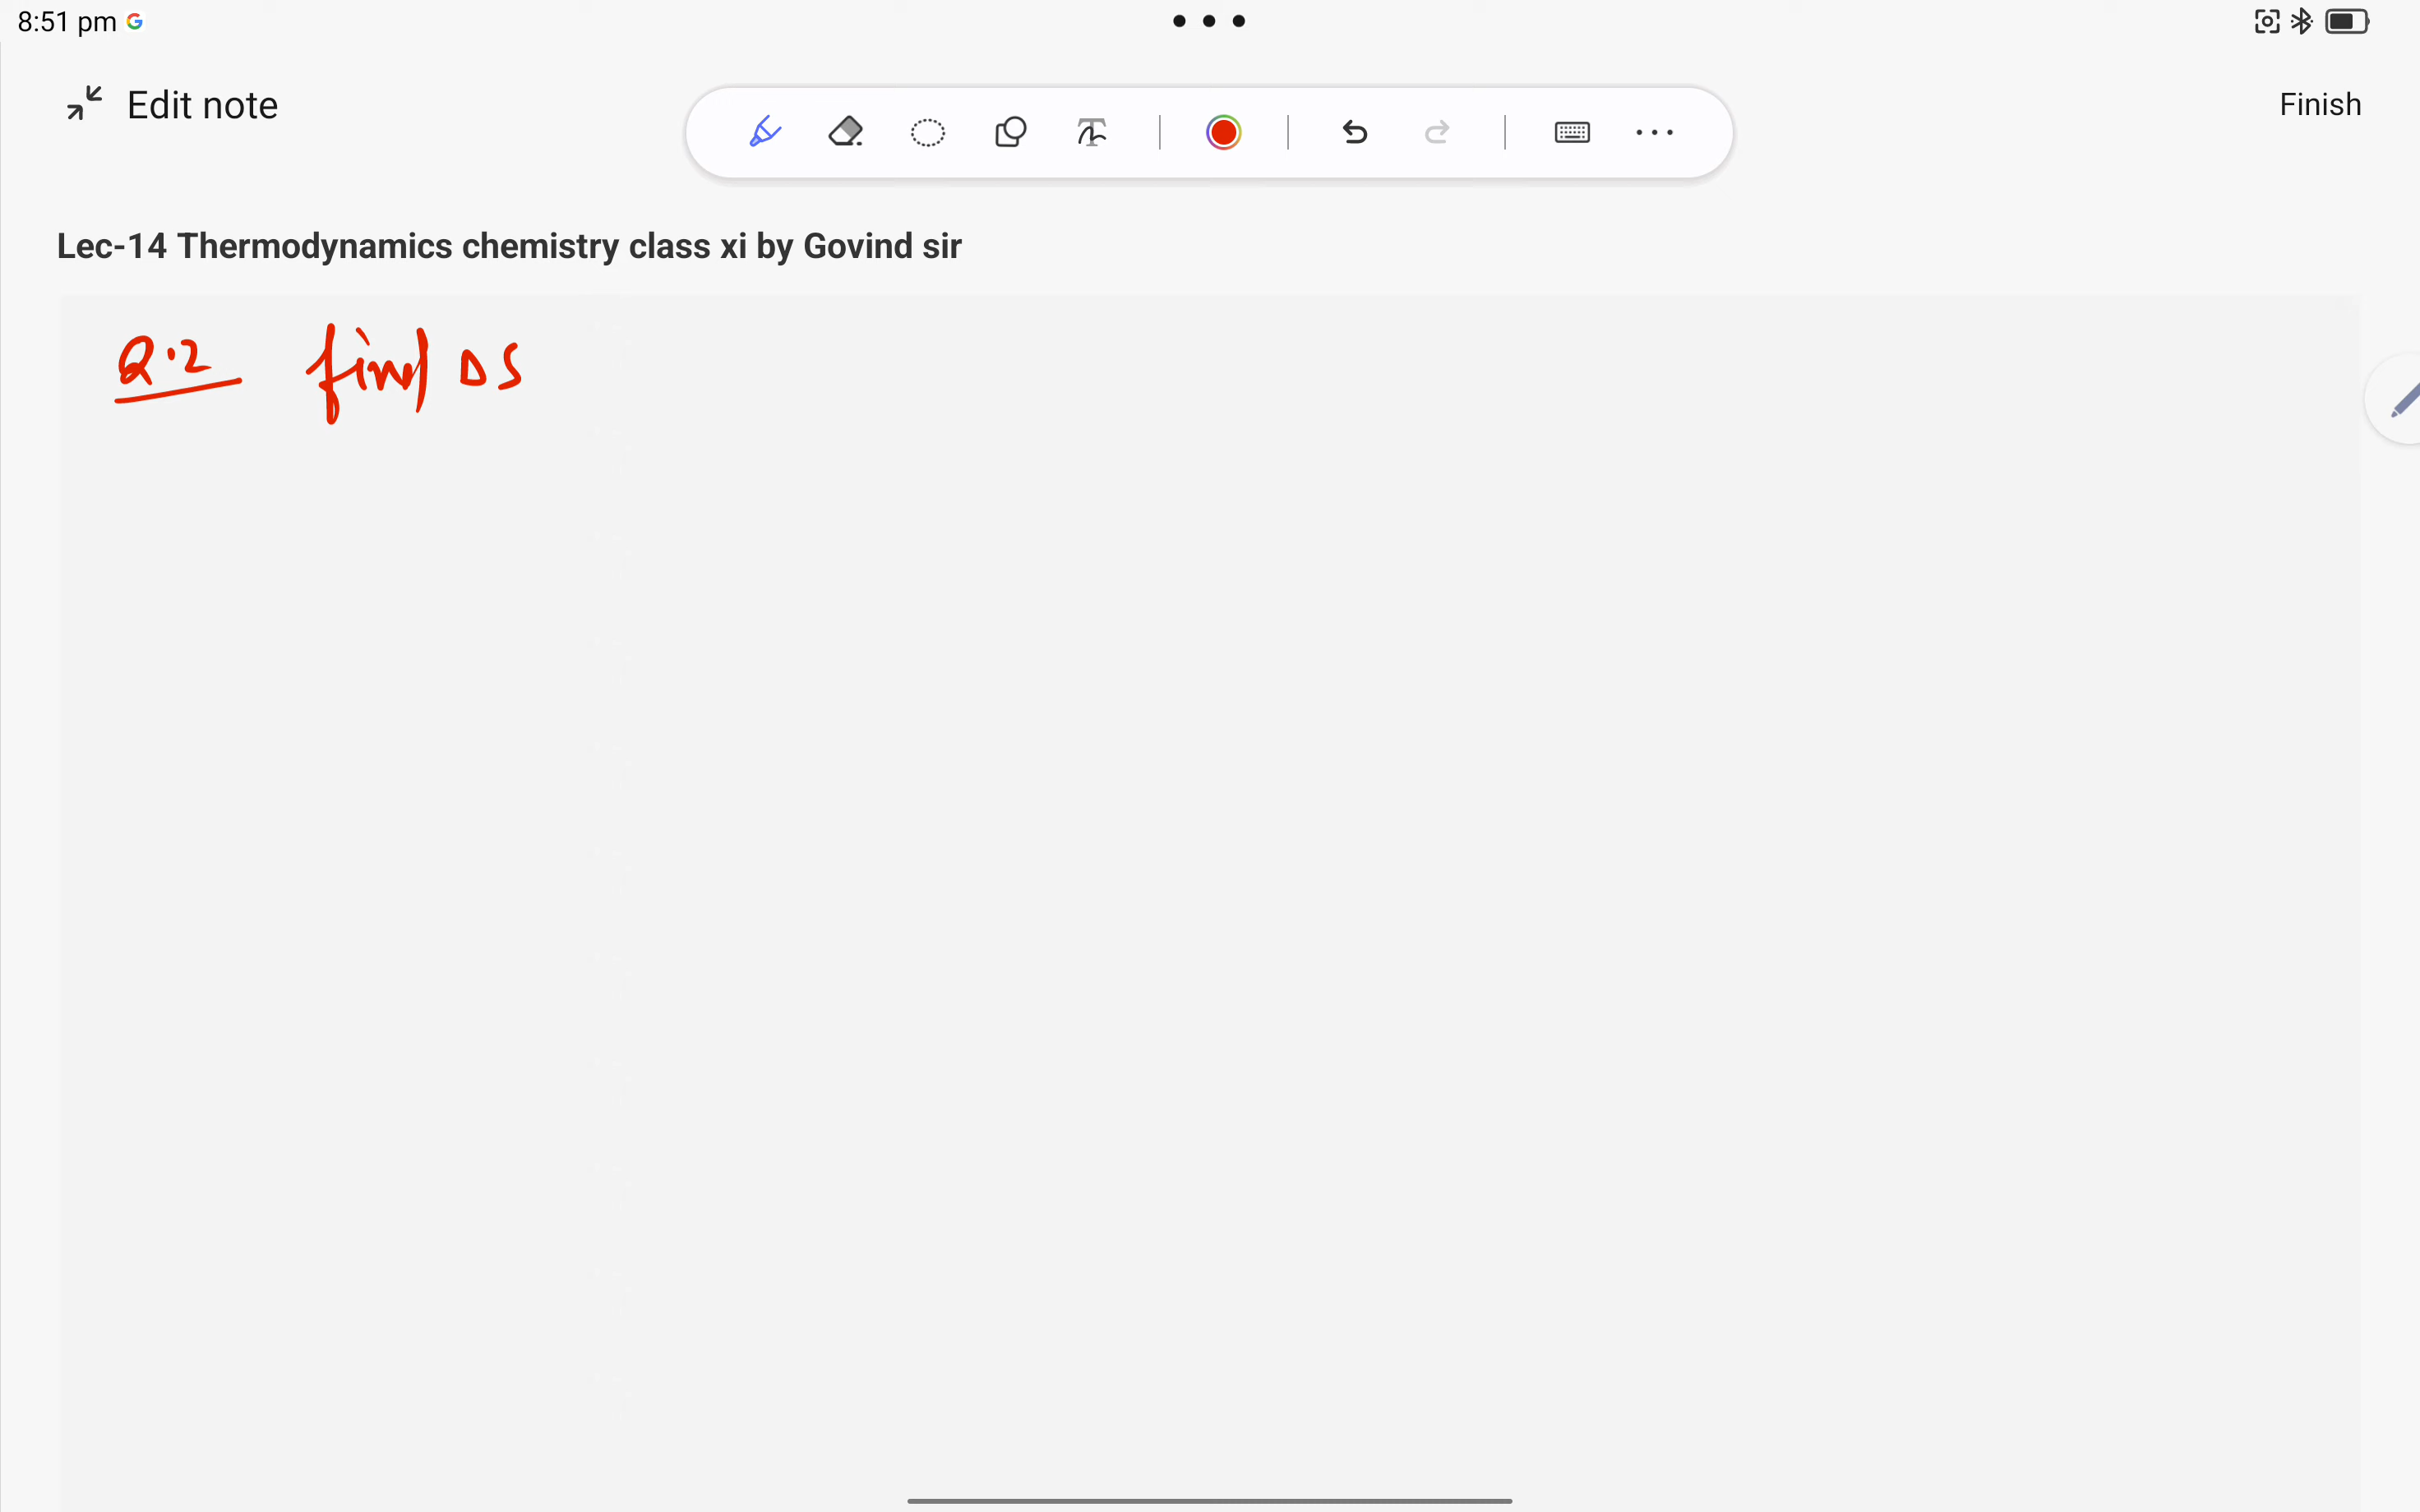 8:51 pm
Edit note
Finish
Lec-14 Thermodynamics chemistry class xi by Govind sir
Q.2 find ΔS